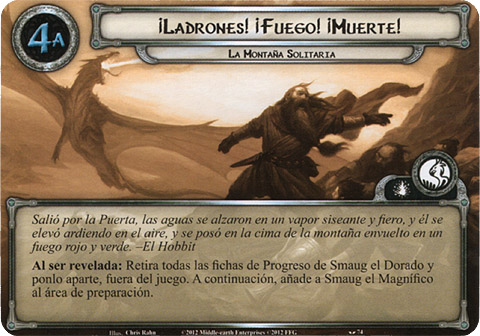 4A
¡Ladrones! ¡Fuego! ¡Muerte!
La Montaña Solitaria
Salió por la Puerta, las aguas se alzaron en un vapor siseante y fiero, y él se
elevó ardiendo en el aire, y se posó en la cima de la montaña envuelto en un
fuego rojo y verde. –El Hobbit
Al ser revelada: Retira todas las fichas de Progreso de Smaug el Dorado y
ponlo aparte, fuera del juego. A continuación, añade a Smaug el Magnífico
al área de preparación.
Illus. Chris Rahn
©2012 Middle-earth Enterprises ©2012 FFG
74